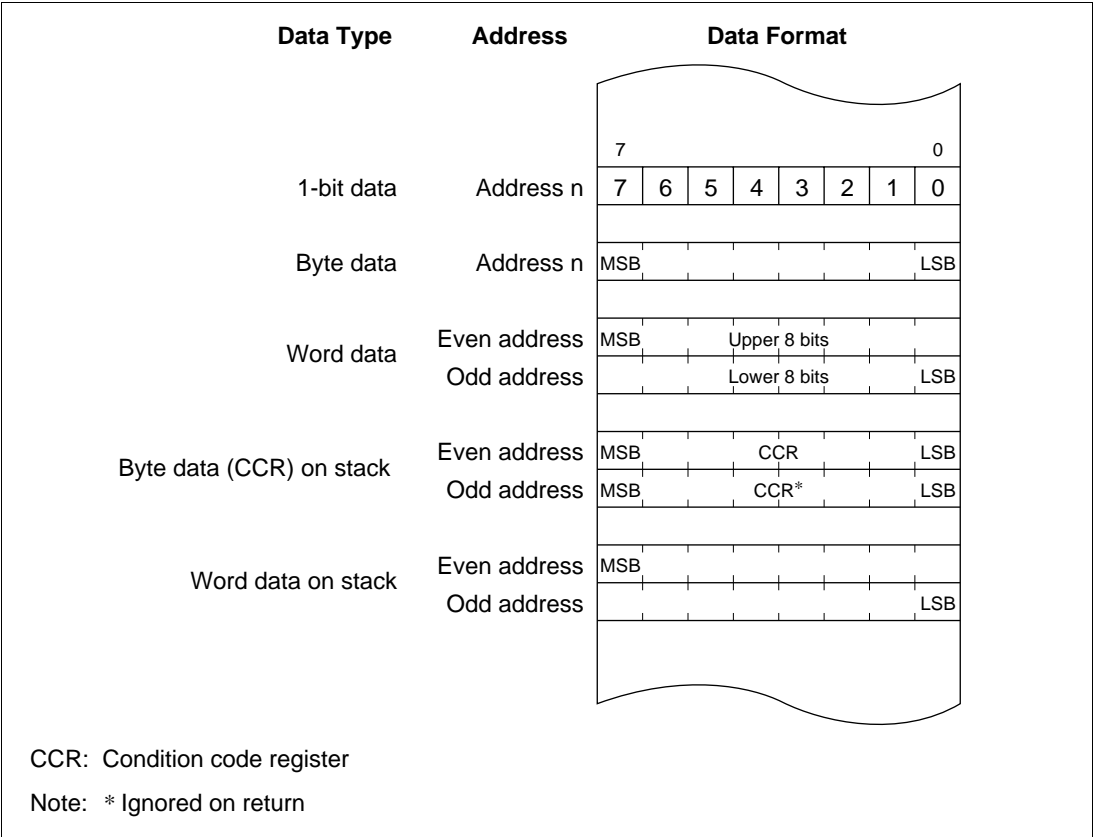 Data Type Address Data Format
7 0
1-bit data Address n 7 6 5 4 3 2 1 0
Byte data Address n MSB LSB
Word data
Even address MSB Upper 8 bits
Odd address Lower 8 bits LSB
Byte data (CCR) on stack
Even address MSB CCR LSB
Odd address MSB CCR* LSB
Word data on stack
Even address MSB
Odd address LSB
CCR: Condition code register
Note: * Ignored on return